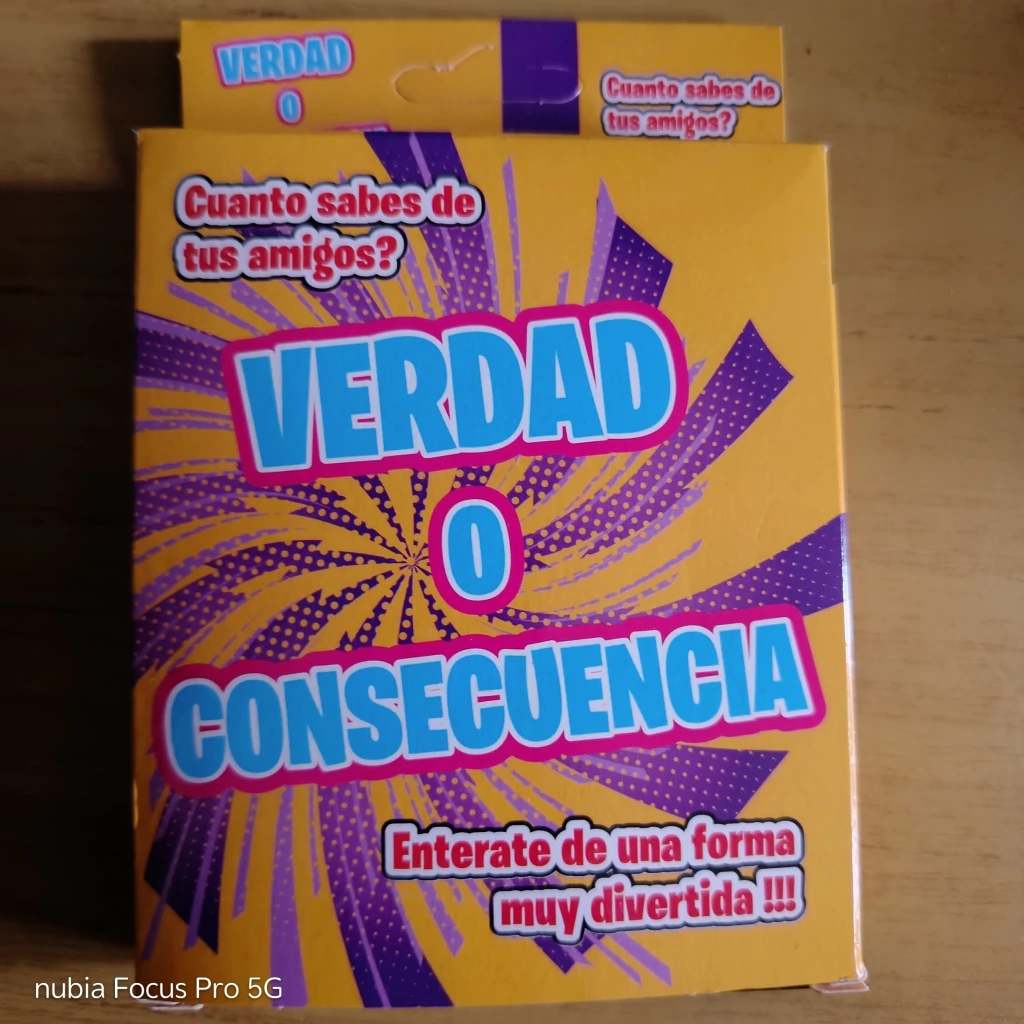 VERDAD
O
Cuanto sabes de
tus amigos?
Cuanto sabes de
tus amigos?
VERDAD
O
CONSECUENCIA
Enterate de una forma
muy divertida !!!
nubia Focus Pro 5G